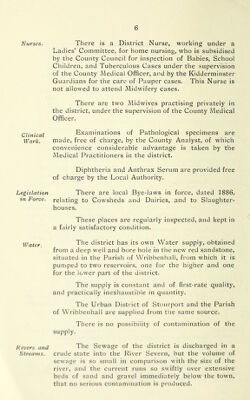 6
Nurses.
There is a District Nurse, working under a
Ladies' Committee, for home nursing, who is subsidised
by the County Council for inspection of Babies, School
Children, and Tuberculous Cases under the supervision
of the County Medical Officer, and by the Kidderminster
Guardians for the care of Pauper cases. This Nurse is
not allowed to attend Midwifery cases.
There are two Midwives practising privately in
the district, under the supervision of the County Medical
Officer.
Clinical
Work.
Examinations of Pathological specimens are
made, free of charge, by the County Analyst, of which
convenience considerable advantage is taken by the
Medical Practitioners in the district.
Diphtheria and Anthrax Serum are provided free
of charge by the Local Authority.
Legislation
in Force.
There are local Bye-laws in force, dated 1886,
relating to Cowsheds and Dairies, and to Slaughter-
houses.
These places are regularly inspected, and kept in
a fairly satisfactory condition.
Water.
The district has its own Water supply, obtained
from a deep well and bore hole in the new red sandstone,
situated in the Parish of Wribbenhall, from which it is
pumped to two reservoirs, one for the higher and one
for the lower part of the district.
The supply is constant and of first-rate quality,
and practically inexhaustible in quantity.
The Urban District of Stourport and the Parish
of Wribbenhall are supplied from the same source.
There is no possibility of contamination of the
supply.
Rivers and
Streams.
The Sewage of the district is discharged in a
crude state into the River Severn, but the volume of
sewage is so small in comparison with the size of the
river, and the current runs so swiftly over extensive
beds of sand and gravel immediately below the town,
that no serious contamination is produced.